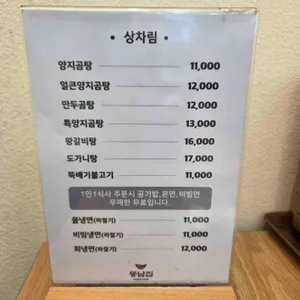 • 상차림 •
양지곰탕 11,000
얼큰양지곰탕 12,000
만두곰탕 12,000
특양지곰탕 13,000
왕갈비탕 16,000
도가니탕 17,000
뚝배기불고기 11,000
1인1식사 주문시 공기밥,온면,비빔면
무제한 무료입니다.
물냉면(하절기) 11,000
비빔냉면(하절기) 11,000
회냉면(하절기) 12,000
동남집